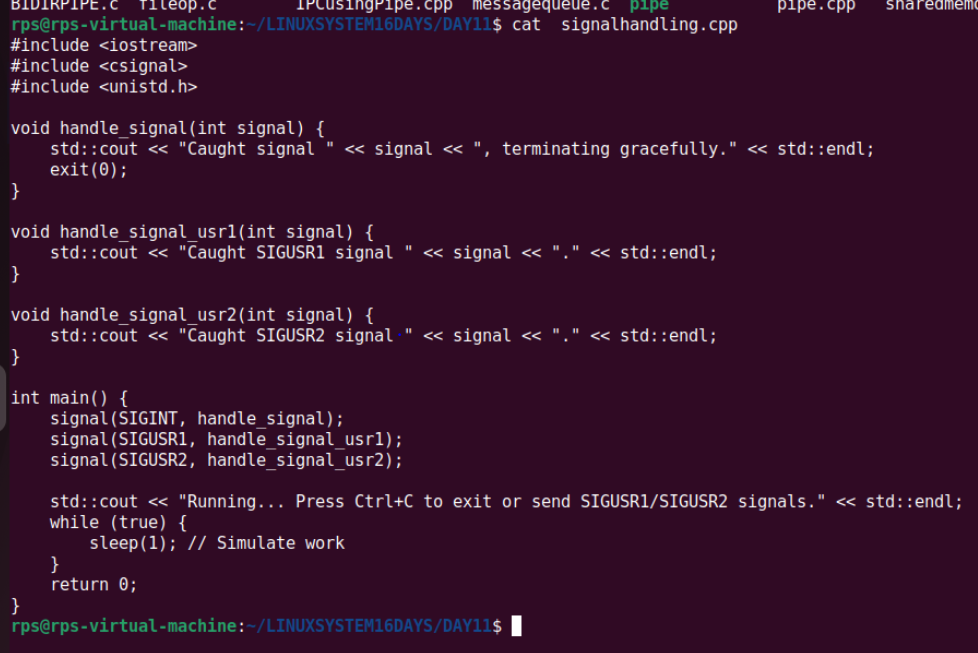 BIDIRPIPE.c  fileop.c        IPCusingPipe.cpp  messagequeue.c  pipe           pipe.cpp   sharedmemo
rps@rps-virtual-machine:~/LINUXSYSTEM16DAYS/DAY11$ cat  signalhandling.cpp
#include <iostream>
#include <csignal>
#include <unistd.h>
void handle_signal(int signal) {
    std::cout << "Caught signal " << signal << ", terminating gracefully." << std::endl;
    exit(0);
}
void handle_signal_usr1(int signal) {
    std::cout << "Caught SIGUSR1 signal " << signal << "." << std::endl;
}
void handle_signal_usr2(int signal) {
    std::cout << "Caught SIGUSR2 signal " << signal << "." << std::endl;
}
int main() {
    signal(SIGINT, handle_signal);
    signal(SIGUSR1, handle_signal_usr1);
    signal(SIGUSR2, handle_signal_usr2);
    std::cout << "Running... Press Ctrl+C to exit or send SIGUSR1/SIGUSR2 signals." << std::endl;
    while (true) {
        sleep(1); // Simulate work
    }
    return 0;
}
rps@rps-virtual-machine:~/LINUXSYSTEM16DAYS/DAY11$